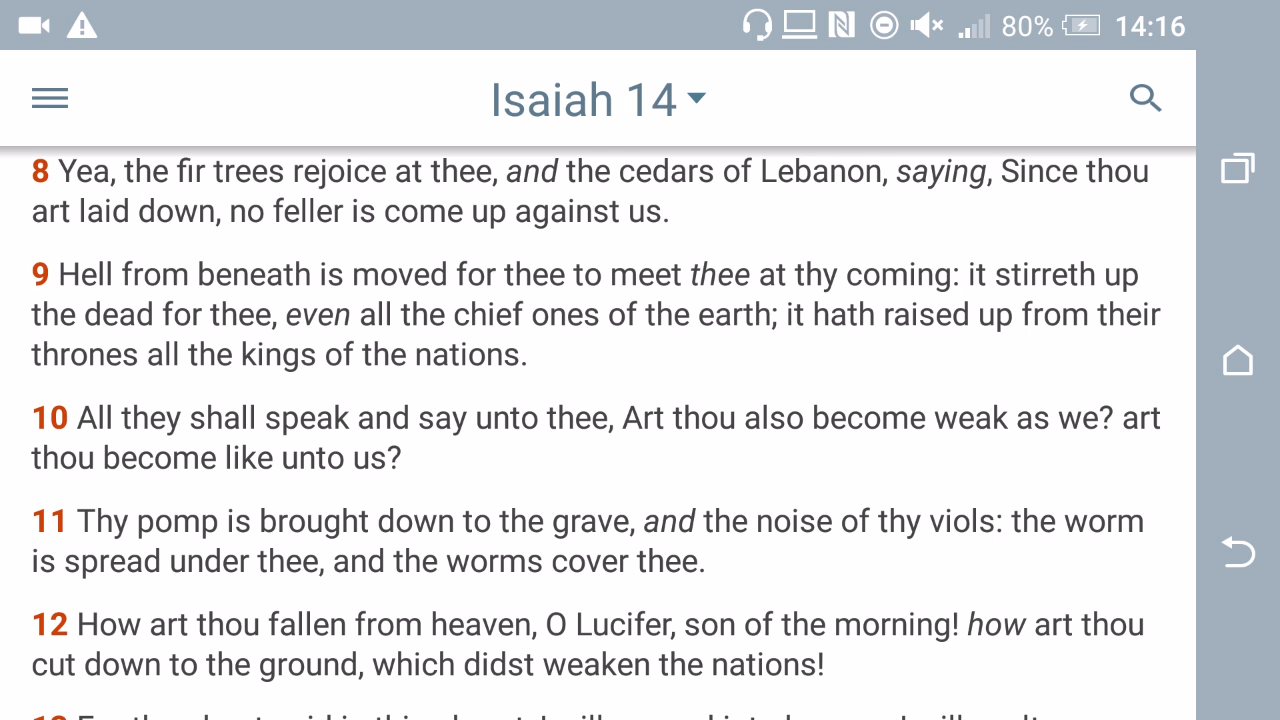 80% 14:16
Isaiah 14
8 Yea, the fir trees rejoice at thee, and the cedars of Lebanon, saying, Since thou
art laid down, no feller is come up against us.
9 Hell from beneath is moved for thee to meet thee at thy coming: it stirreth up
the dead for thee, even all the chief ones of the earth; it hath raised up from their
thrones all the kings of the nations.
10 All they shall speak and say unto thee, Art thou also become weak as we? art
thou become like unto us?
11 Thy pomp is brought down to the grave, and the noise of thy viols: the worm
is spread under thee, and the worms cover thee.
12 How art thou fallen from heaven, O Lucifer, son of the morning! how art thou
cut down to the ground, which didst weaken the nations!